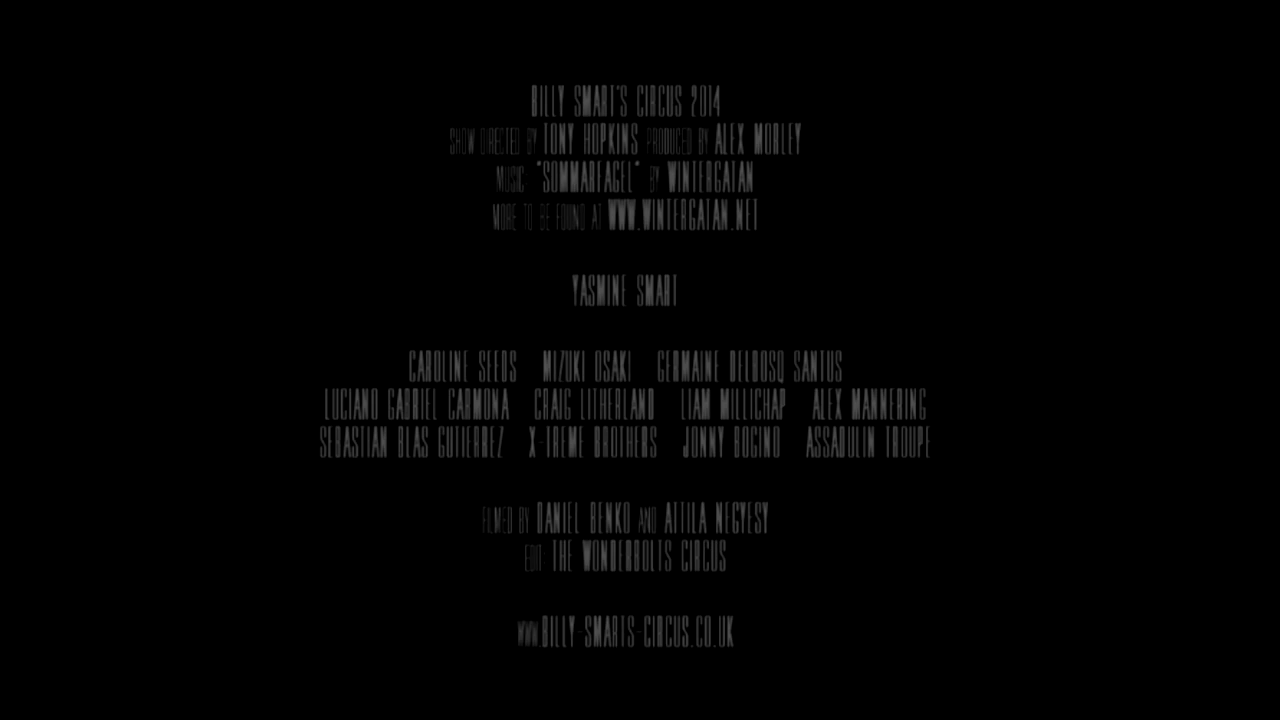 BILLY SMART'S CIRCUS 2014
SHOW DIRECTED BY TONY HOPKINS PRODUCED BY ALEX MORLEY
MUSIC: "SOMMARFAGEL" BY WINTERGATAN
MORE TO BE FOUND AT WWW.WINTERGATAN.NET
YASMINE SMART
CAROLINE SEEDS MIZUKI OSAKI GERMAINE DELBOSQ SANTUS
LUCIANO GABRIEL CARMONA CRAIG LITHERLAND LIAM MILLICHAP ALEX MANNERING
SEBASTIAN BLAS GUTIERREZ X-TREME BROTHERS JONNY BOGINO ASSADULIN TROUPE
FILMED BY DANIEL BENKO AND ATTILA NEGYESY
EDIT: THE WONDERBOLTS CIRCUS
WWW.BILLY-SMARTS-CIRCUS.CO.UK